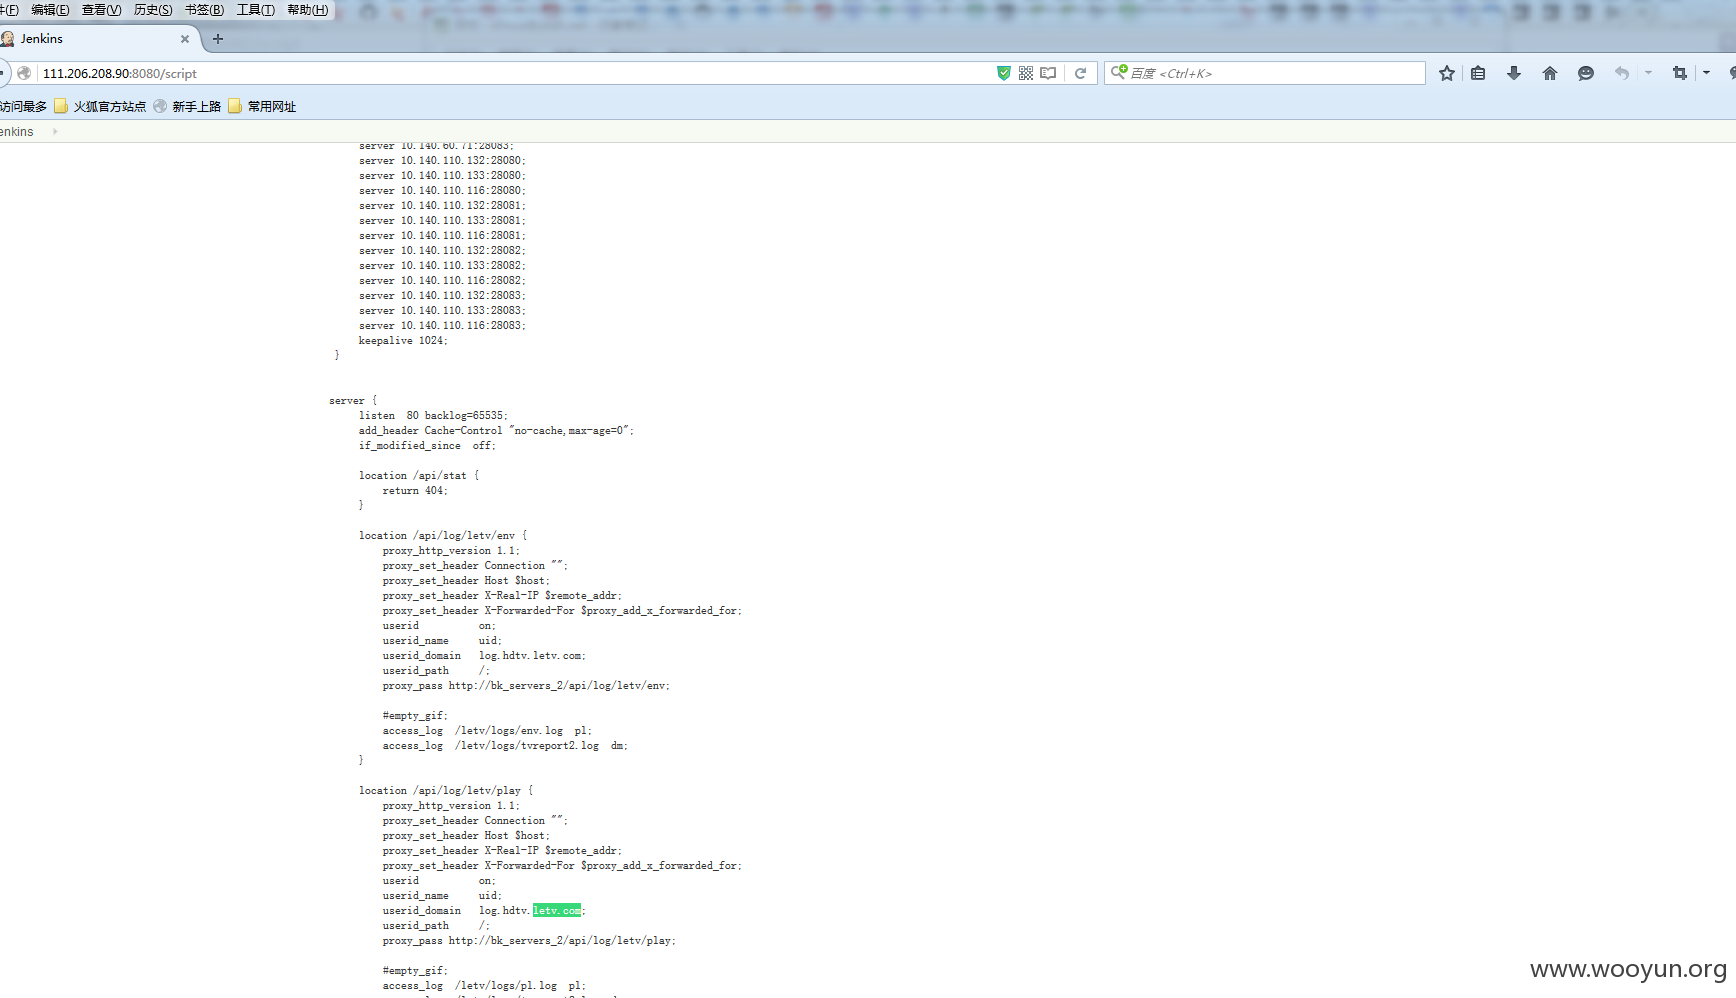 件(F) 编辑(E) 查看(V) 历史(S) 书签(B) 工具(T) 帮助(H)
Jenkins
111.206.208.90:8080/script
百度 <Ctrl+K>
访问最多 火狐官方站点 新手上路 常用网址
enkins
server 10.140.60.71:28083;
server 10.140.110.132:28080;
server 10.140.110.133:28080;
server 10.140.110.116:28080;
server 10.140.110.132:28081;
server 10.140.110.133:28081;
server 10.140.110.116:28081;
server 10.140.110.132:28082;
server 10.140.110.133:28082;
server 10.140.110.116:28082;
server 10.140.110.132:28083;
server 10.140.110.133:28083;
server 10.140.110.116:28083;
keepalive 1024;
}
server {
listen  80 backlog=65535;
add_header Cache-Control "no-cache,max-age=0";
if_modified_since  off;
location /api/stat {
return 404;
}
location /api/log/letv/env {
proxy_http_version 1.1;
proxy_set_header Connection "";
proxy_set_header Host $host;
proxy_set_header X-Real-IP $remote_addr;
proxy_set_header X-Forwarded-For $proxy_add_x_forwarded_for;
userid          on;
userid_name     uid;
userid_domain   log.hdtv.letv.com;
userid_path     /;
proxy_pass http://bk_servers_2/api/log/letv/env;
#empty_gif;
access_log  /letv/logs/env.log  pl;
access_log  /letv/logs/tvreport2.log  dm;
}
location /api/log/letv/play {
proxy_http_version 1.1;
proxy_set_header Connection "";
proxy_set_header Host $host;
proxy_set_header X-Real-IP $remote_addr;
proxy_set_header X-Forwarded-For $proxy_add_x_forwarded_for;
userid          on;
userid_name     uid;
userid_domain   log.hdtv.letv.com;
userid_path     /;
proxy_pass http://bk_servers_2/api/log/letv/play;
#empty_gif;
access_log  /letv/logs/pl.log  pl;
www.wooyun.org